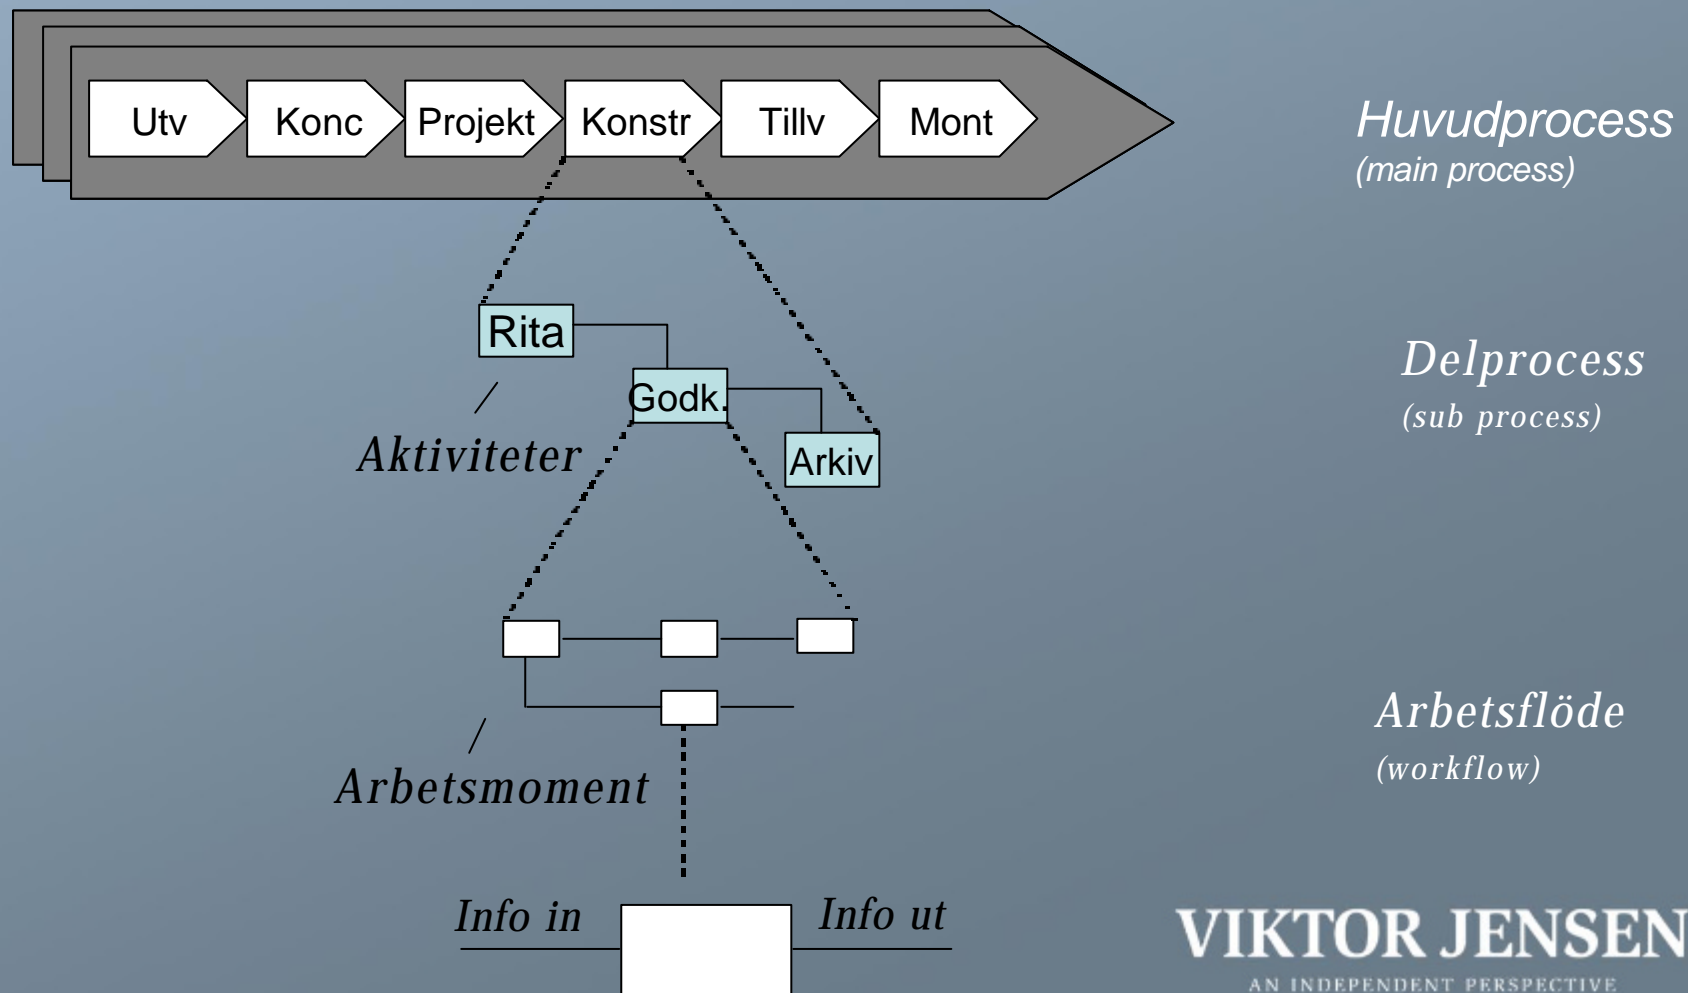 Utv
Konc
Projekt
Konstr
Tillv
Mont
Huvudprocess
(main process)
Rita
Godk.
Arkiv
Aktiviteter
Delprocess
(sub process)
Arbetsflöde
(workflow)
Arbetsmoment
Info in
Info ut
VIKTOR JENSEN
AN INDEPENDENT PERSPECTIVE